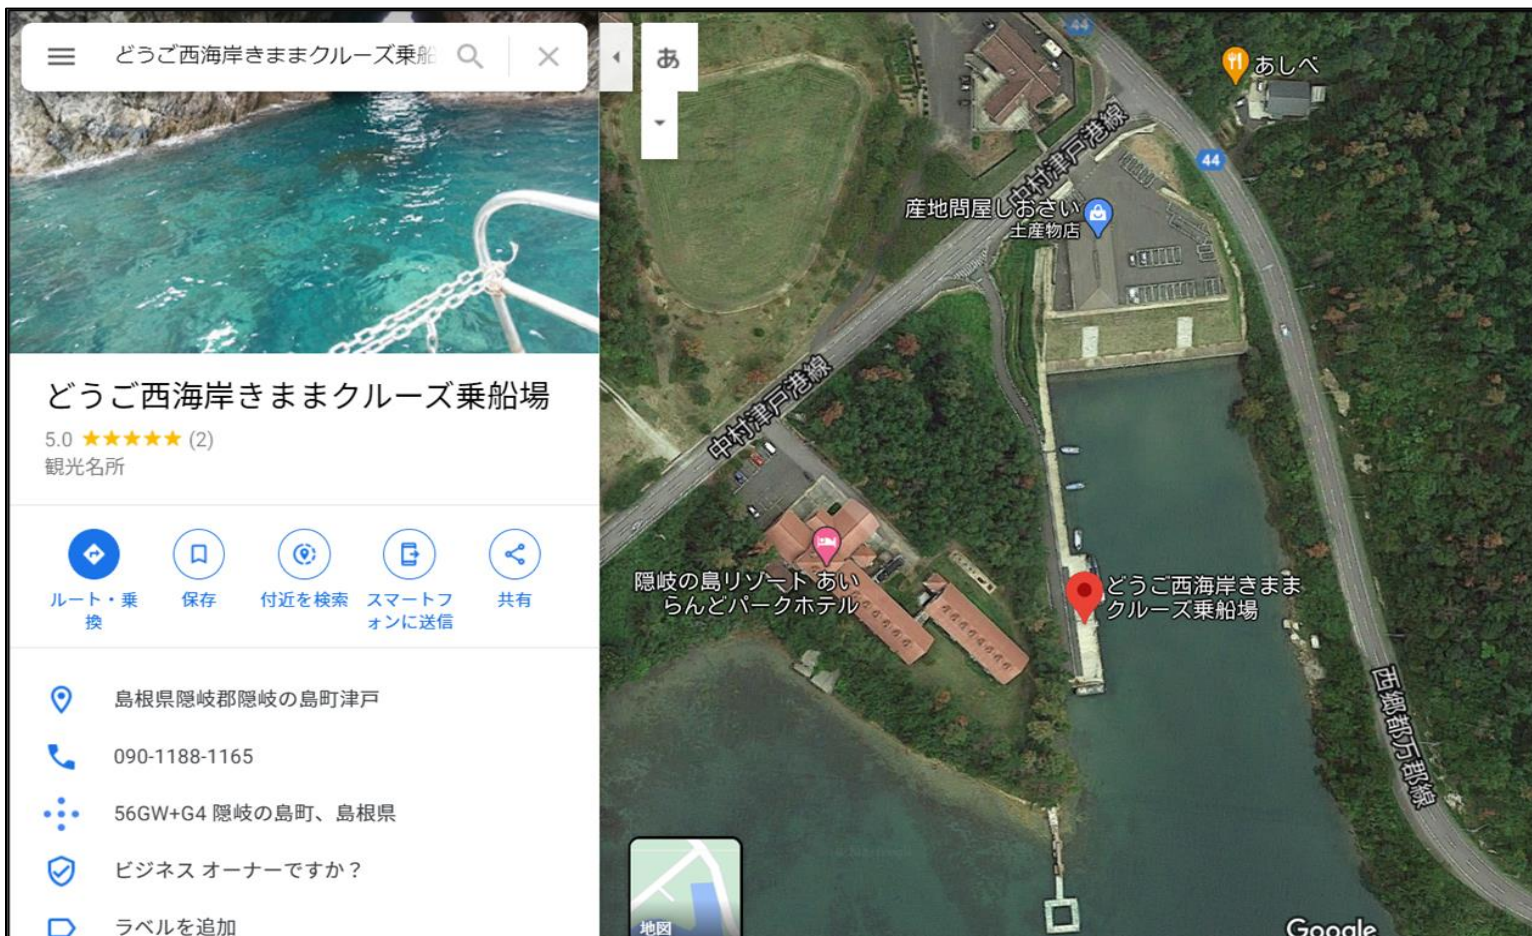 どうご西海岸きままクルーズ乗船
どうご西海岸きままクルーズ乗船場
5.0 ★★★★★ (2)
観光名所
ルート・乗
換
保存
付近を検索
スマートフ
ォンに送信
共有
島根県隠岐郡隠岐の島町津戸
090-1188-1165
56GW+G4 隠岐の島町、島根県
ビジネス オーナーですか？
ラベルを追加
あ
44
あしべ
中村津戸港線
44
産地問屋しおさい
土産物店
中村津戸港線
隠岐の島リゾート あい
らんどパークホテル
どうご西海岸きまま
クルーズ乗船場
西郷都万郡線
地図
Google